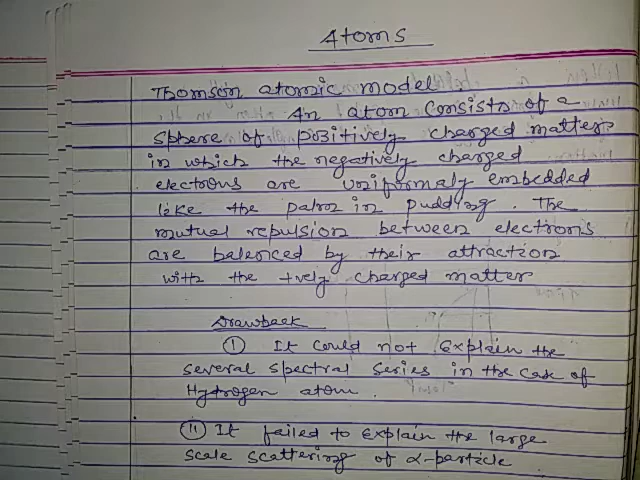 Atoms
Thomson atomic model
An atom consists of a
sphere of positively charged matter
in which the negatively charged
electrons are uniformaly embedded
like the palm in pudding. The
mutual repulsion between electrons
are balenced by their attraction
with the +vely charged matter
Drawback
(i) It could not explain the
several spectral series in the case of
Hydrogen atom.
(ii) It failed to explain the large
scale scattering of α-particle